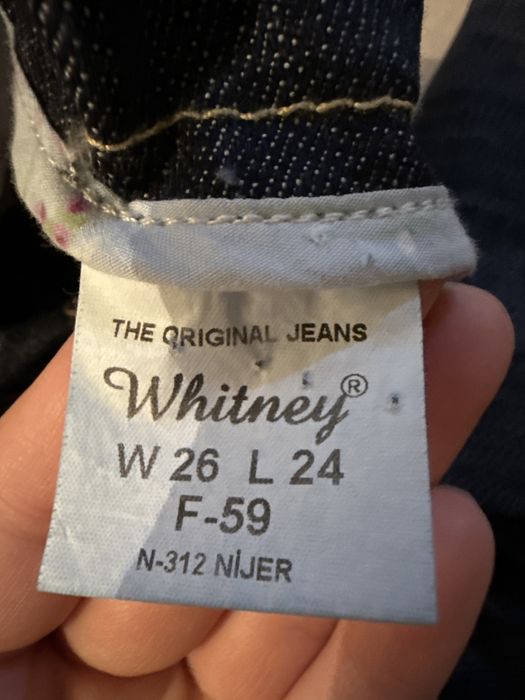 THE ORIGINAL JEANS
Whitney®
W 26 L 24
F-59
N-312 NİJER